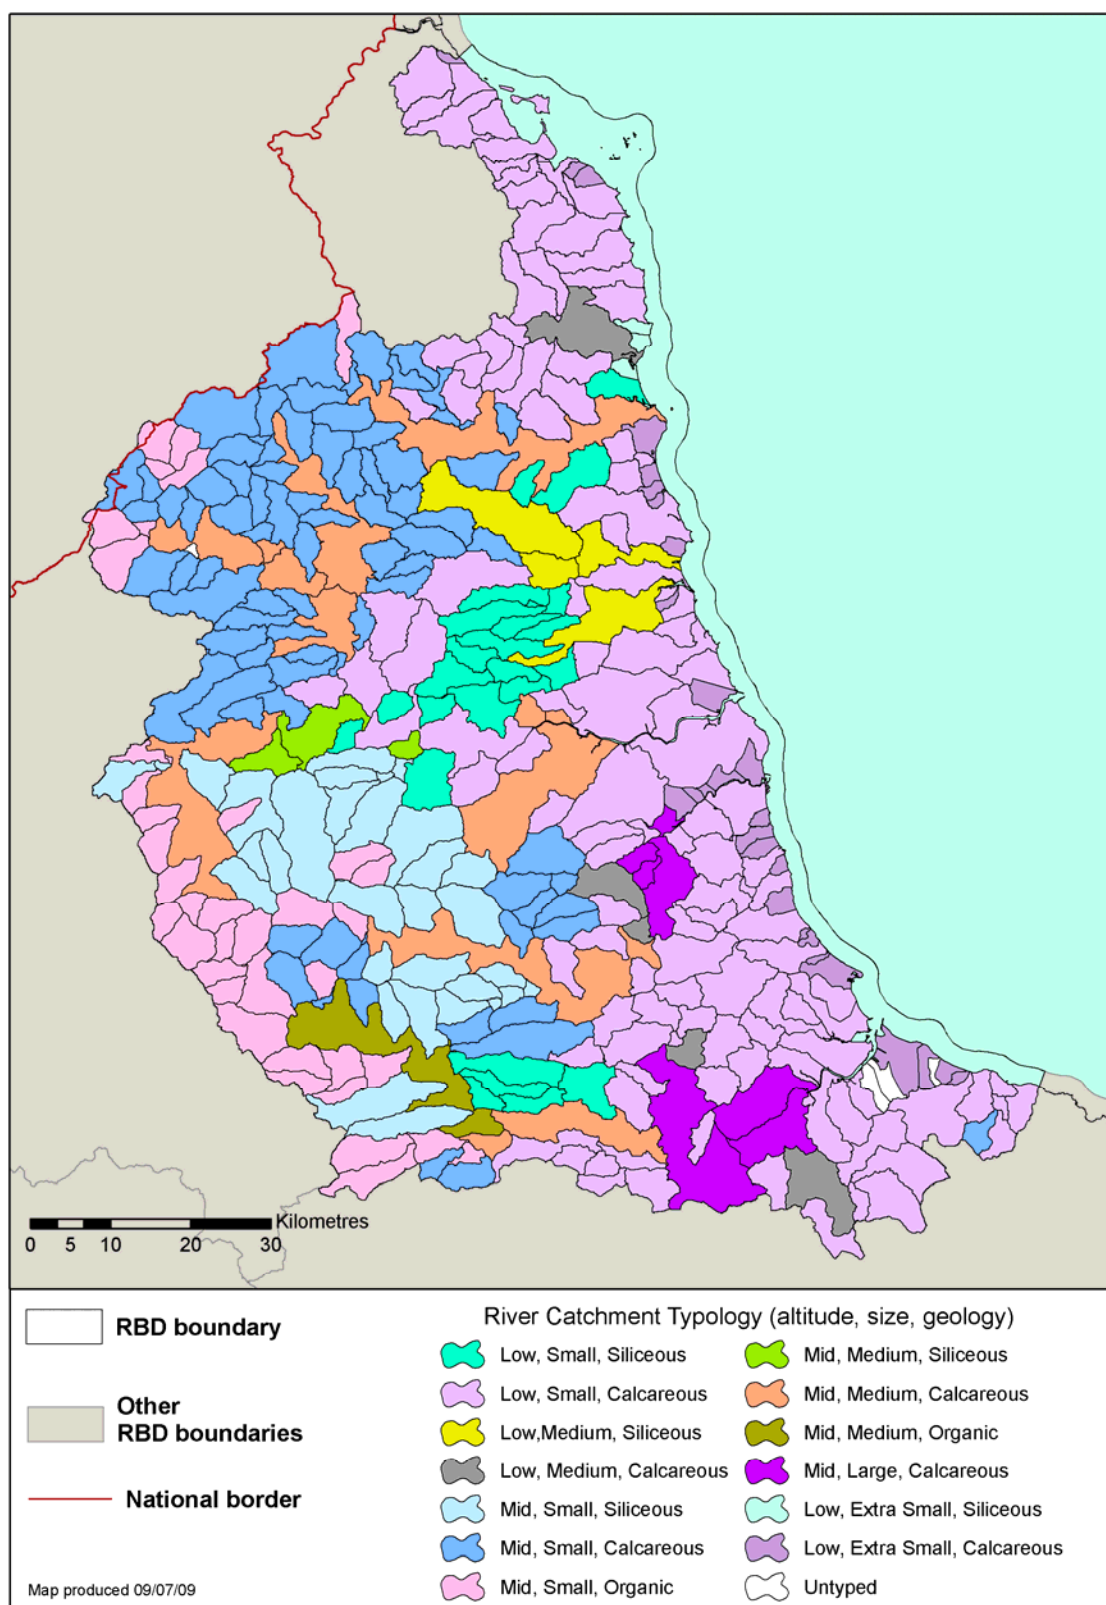 Kilometres
0 5 10 20 30
RBD boundary
Other
RBD boundaries
National border
Map produced 09/07/09
River Catchment Typology (altitude, size, geology)
Low, Small, Siliceous
Low, Small, Calcareous
Low,Medium, Siliceous
Low, Medium, Calcareous
Mid, Small, Siliceous
Mid, Small, Calcareous
Mid, Small, Organic
Mid, Medium, Siliceous
Mid, Medium, Calcareous
Mid, Medium, Organic
Mid, Large, Calcareous
Low, Extra Small, Siliceous
Low, Extra Small, Calcareous
Untyped